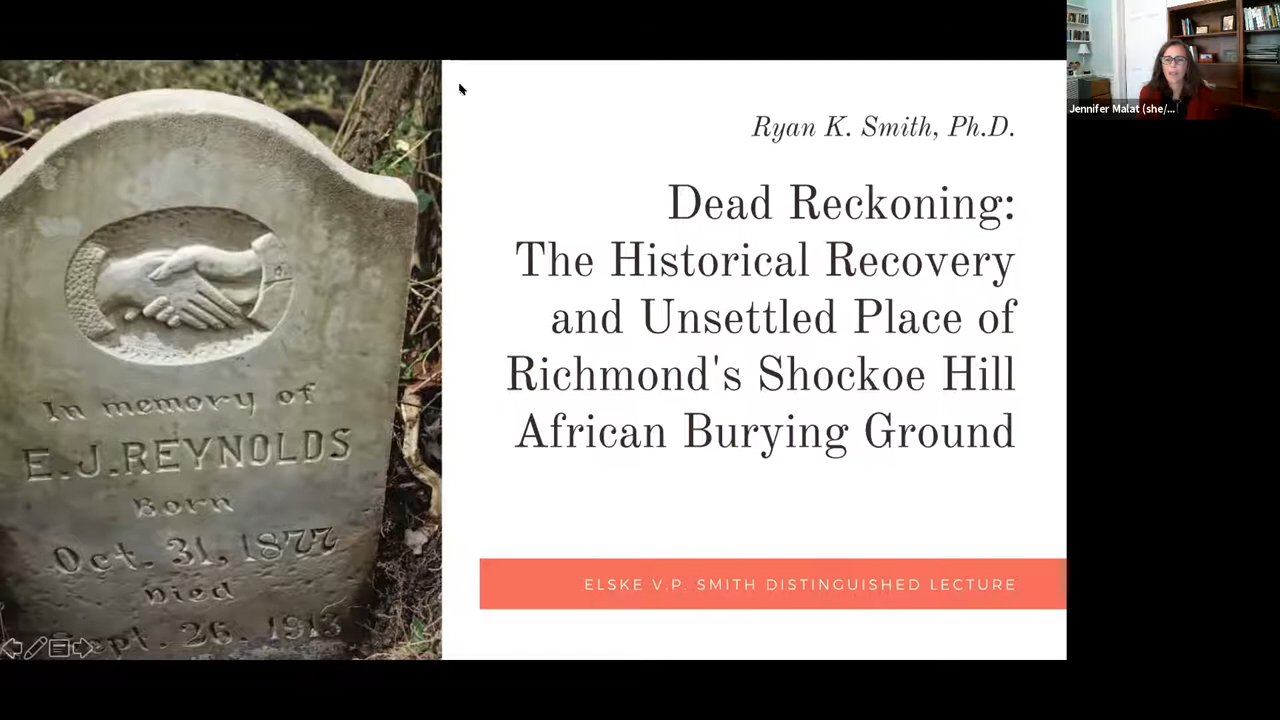 Ryan K. Smith, Ph.D.
Dead Reckoning:
The Historical Recovery
and Unsettled Place of
Richmond's Shockoe Hill
African Burying Ground
ELSKE V.P. SMITH DISTINGUISHED LECTURE
In memory of
E.J.REYNOLDS
Born
Oct. 31, 1877
Died
Sept. 26, 1913
Jennifer Malat (she/...